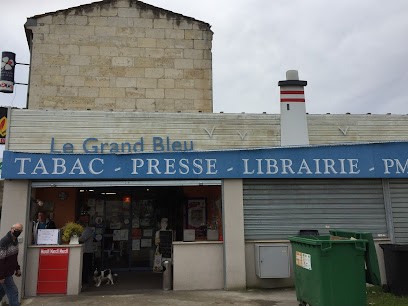 Le Grand Bleu
TABAC - PRESSE - LIBRAIRIE - PM